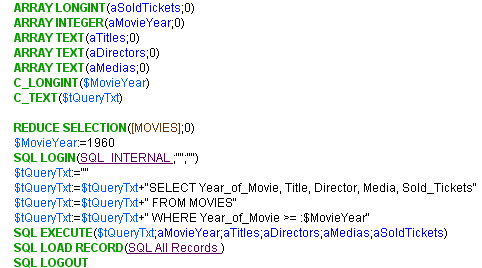 ARRAY LONGINT(aSoldTickets;0)
ARRAY INTEGER(aMovieYear;0)
ARRAY TEXT(aTitles;0)
ARRAY TEXT(aDirectors;0)
ARRAY TEXT(aMedias;0)
C_LONGINT($MovieYear)
C_TEXT($tQueryTxt)
REDUCE SELECTION([MOVIES];0)
$MovieYear:=1960
SQL LOGIN(SQL_INTERNAL ;"";"")
$tQueryTxt:=""
$tQueryTxt:=$tQueryTxt+"SELECT Year_of_Movie, Title, Director, Media, Sold_Tickets"
$tQueryTxt:=$tQueryTxt+" FROM MOVIES"
$tQueryTxt:=$tQueryTxt+" WHERE Year_of_Movie >= :$MovieYear"
SQL EXECUTE($tQueryTxt;aMovieYear;aTitles;aDirectors;aMedias;aSoldTickets)
SQL LOAD RECORD(SQL All Records )
SQL LOGOUT